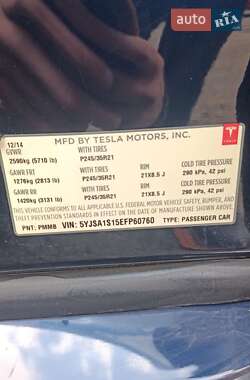 AUTO RIA
MFD BY TESLA MOTORS, INC.
12/14
GVWR
2590kg (5710 lb)
WITH TIRES
P245/35R21
RIM
21X8.5 J
COLD TIRE PRESSURE
290 kPa, 42 psi
GAWR FRT
1276kg (2813 lb)
WITH TIRES
P245/35R21
RIM
21X8.5 J
COLD TIRE PRESSURE
290 kPa, 42 psi
GAWR RR
1420kg (3131 lb)
THIS VEHICLE CONFORMS TO ALL APPLICABLE U.S. FEDERAL MOTOR VEHICLE SAFETY, BUMPER, AND
THEFT PREVENTION STANDARDS IN EFFECT ON THE DATE OF MANUFACTURE SHOWN ABOVE.
PNT: PMMB VIN: 5YJSA1S15EFP60760 TYPE: PASSENGER CAR
TESLA